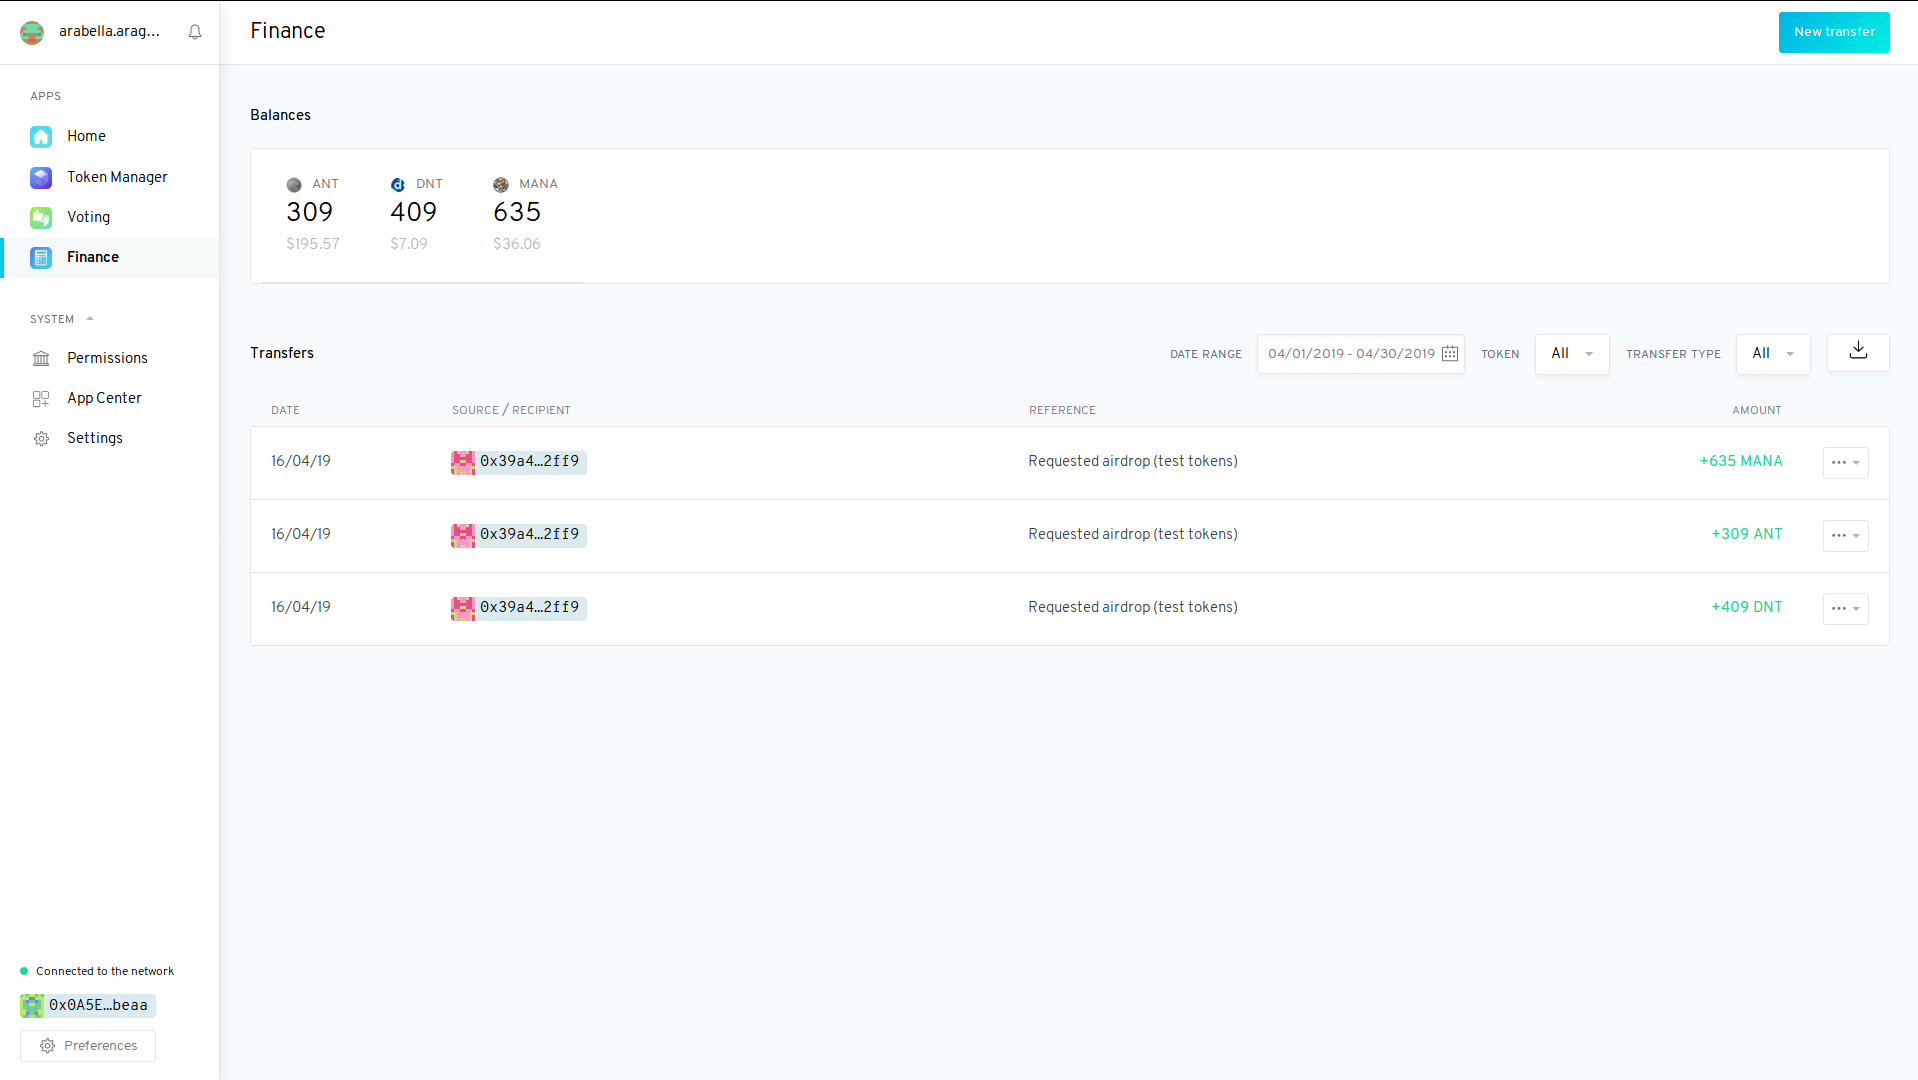 arabella.arag...
Finance
New transfer
APPS
Home
Token Manager
Voting
Finance
SYSTEM
Permissions
App Center
Settings
Connected to the network
0x0A5E…beaa
Preferences
Balances
ANT
309
$195.57
DNT
409
$7.09
MANA
635
$36.06
Transfers
DATE RANGE 04/01/2019 - 04/30/2019 TOKEN All TRANSFER TYPE All
DATE SOURCE / RECIPIENT REFERENCE AMOUNT
16/04/19 0x39a4…2ff9 Requested airdrop (test tokens) +635 MANA
16/04/19 0x39a4…2ff9 Requested airdrop (test tokens) +309 ANT
16/04/19 0x39a4…2ff9 Requested airdrop (test tokens) +409 DNT